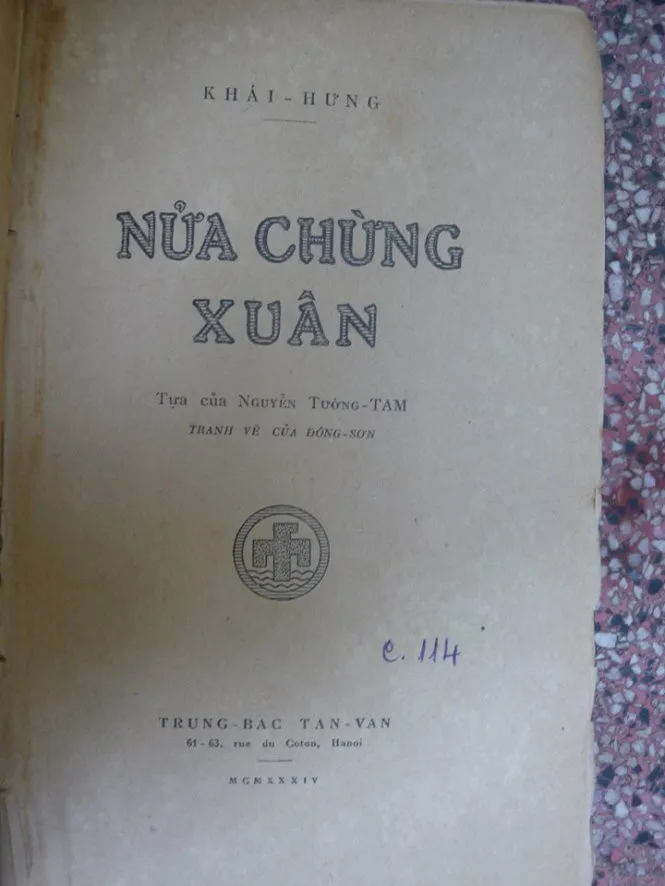 KHÁI-HƯNG
NỬA CHỪNG
XUÂN
Tựa của NGUYỄN TƯỜNG-TAM
TRANH VẼ CỦA ĐÔNG-SƠN
C. 114
TRUNG-BAC TAN-VAN
61-63, rue du Coton, Hanoi
MCMXXXIV